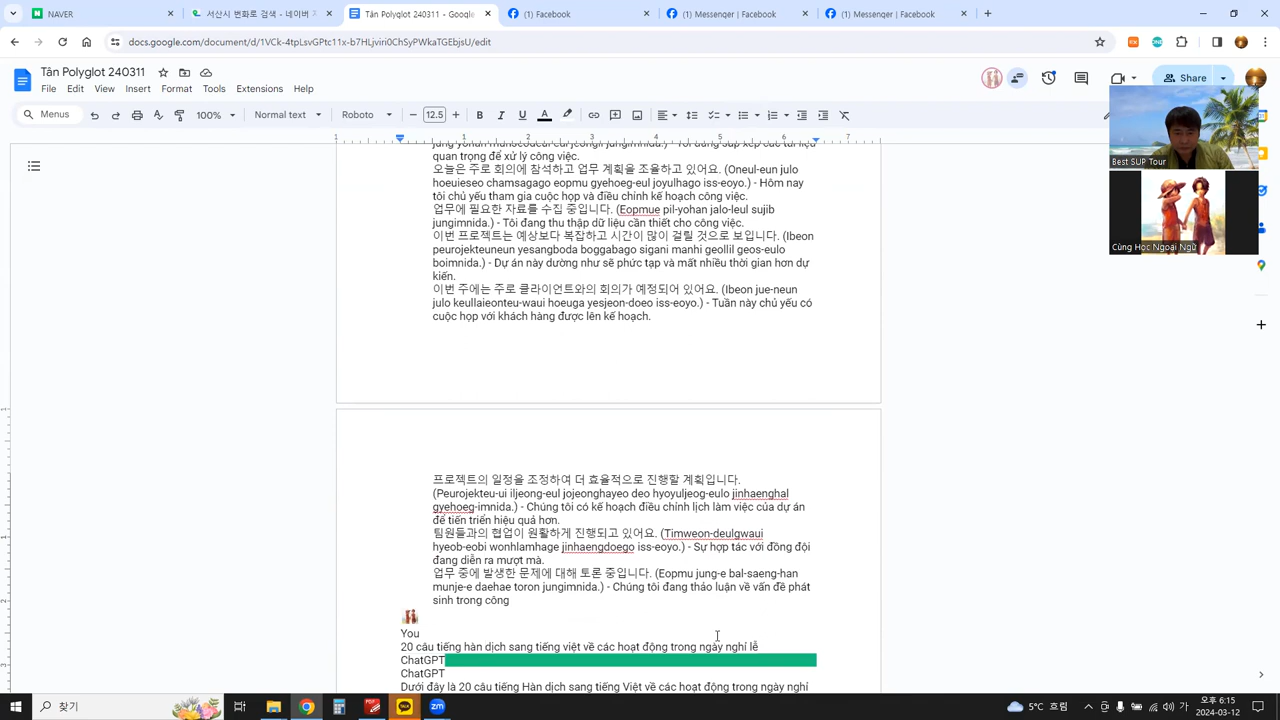 NAVER
서산시 번화로 검색 - 네이버 지
Tân Polyglot 240311 - Google
Facebook
Messenger | Facebook
Messenger | Facebook
docs.google.com/document/d/1VCk-4tpLsvGPtc11x-b7HLjviri0ChSyPWkaTGEbjsU/edit
Tân Polyglot 240311
File Edit View Insert Format Tools Extensions Help
Share
Menus 100% Normal text Roboto 12.5
1 1 2 3 4 5 6 7
quan trọng để xử lý công việc.
오늘은 주로 회의에 참석하고 업무 계획을 조율하고 있어요. (Oneul-eun julo
hoeuieseo chamsagago eopmu gyehoeg-eul joyulhago iss-eoyo.) - Hôm nay
tôi chủ yếu tham gia cuộc họp và điều chỉnh kế hoạch công việc.
업무에 필요한 자료를 수집 중입니다. (Eopmue pil-yohan jalo-leul sujib
jungimnida.) - Tôi đang thu thập dữ liệu cần thiết cho công việc.
이번 프로젝트는 예상보다 복잡하고 시간이 많이 걸릴 것으로 보입니다. (Ibeon
peurojekteuneun yesangboda boggabago sigani manhi geollil geos-eulo
boimnida.) - Dự án này dường như sẽ phức tạp và mất nhiều thời gian hơn dự
kiến.
이번 주에는 주로 클라이언트와의 회의가 예정되어 있어요. (Ibeon jue-neun
julo keullaieonteu-waui hoeuga yesjeon-doeo iss-eoyo.) - Tuần này chủ yếu có
cuộc họp với khách hàng được lên kế hoạch.
프로젝트의 일정을 조정하여 더 효율적으로 진행할 계획입니다.
(Peurojekteu-ui iljeong-eul jojeonghayeo deo hyoyuljeog-eulo jinhaenghal
gyehoeg-imnida.) - Chúng tôi có kế hoạch điều chỉnh lịch làm việc của dự án
để tiến triển hiệu quả hơn.
팀원들과의 협업이 원활하게 진행되고 있어요. (Timweon-deulgwaui
hyeob-eobi wonhlamhage jinhaengdoego iss-eoyo.) - Sự hợp tác với đồng đội
đang diễn ra mượt mà.
업무 중에 발생한 문제에 대해 토론 중입니다. (Eopmu jung-e bal-saeng-han
munje-e daehae toron jungimnida.) - Chúng tôi đang thảo luận về vấn đề phát
sinh trong công
You
20 câu tiếng hàn dịch sang tiếng việt về các hoạt động trong ngày nghỉ lễ
ChatGPT
ChatGPT
Dưới đây là 20 câu tiếng Hàn dịch sang tiếng Việt về các hoạt động trong ngày nghỉ
Best SUP Tour
Cùng Học Ngoại Ngữ
찾기
5°C 흐림
가
오후 6:15
2024-03-12